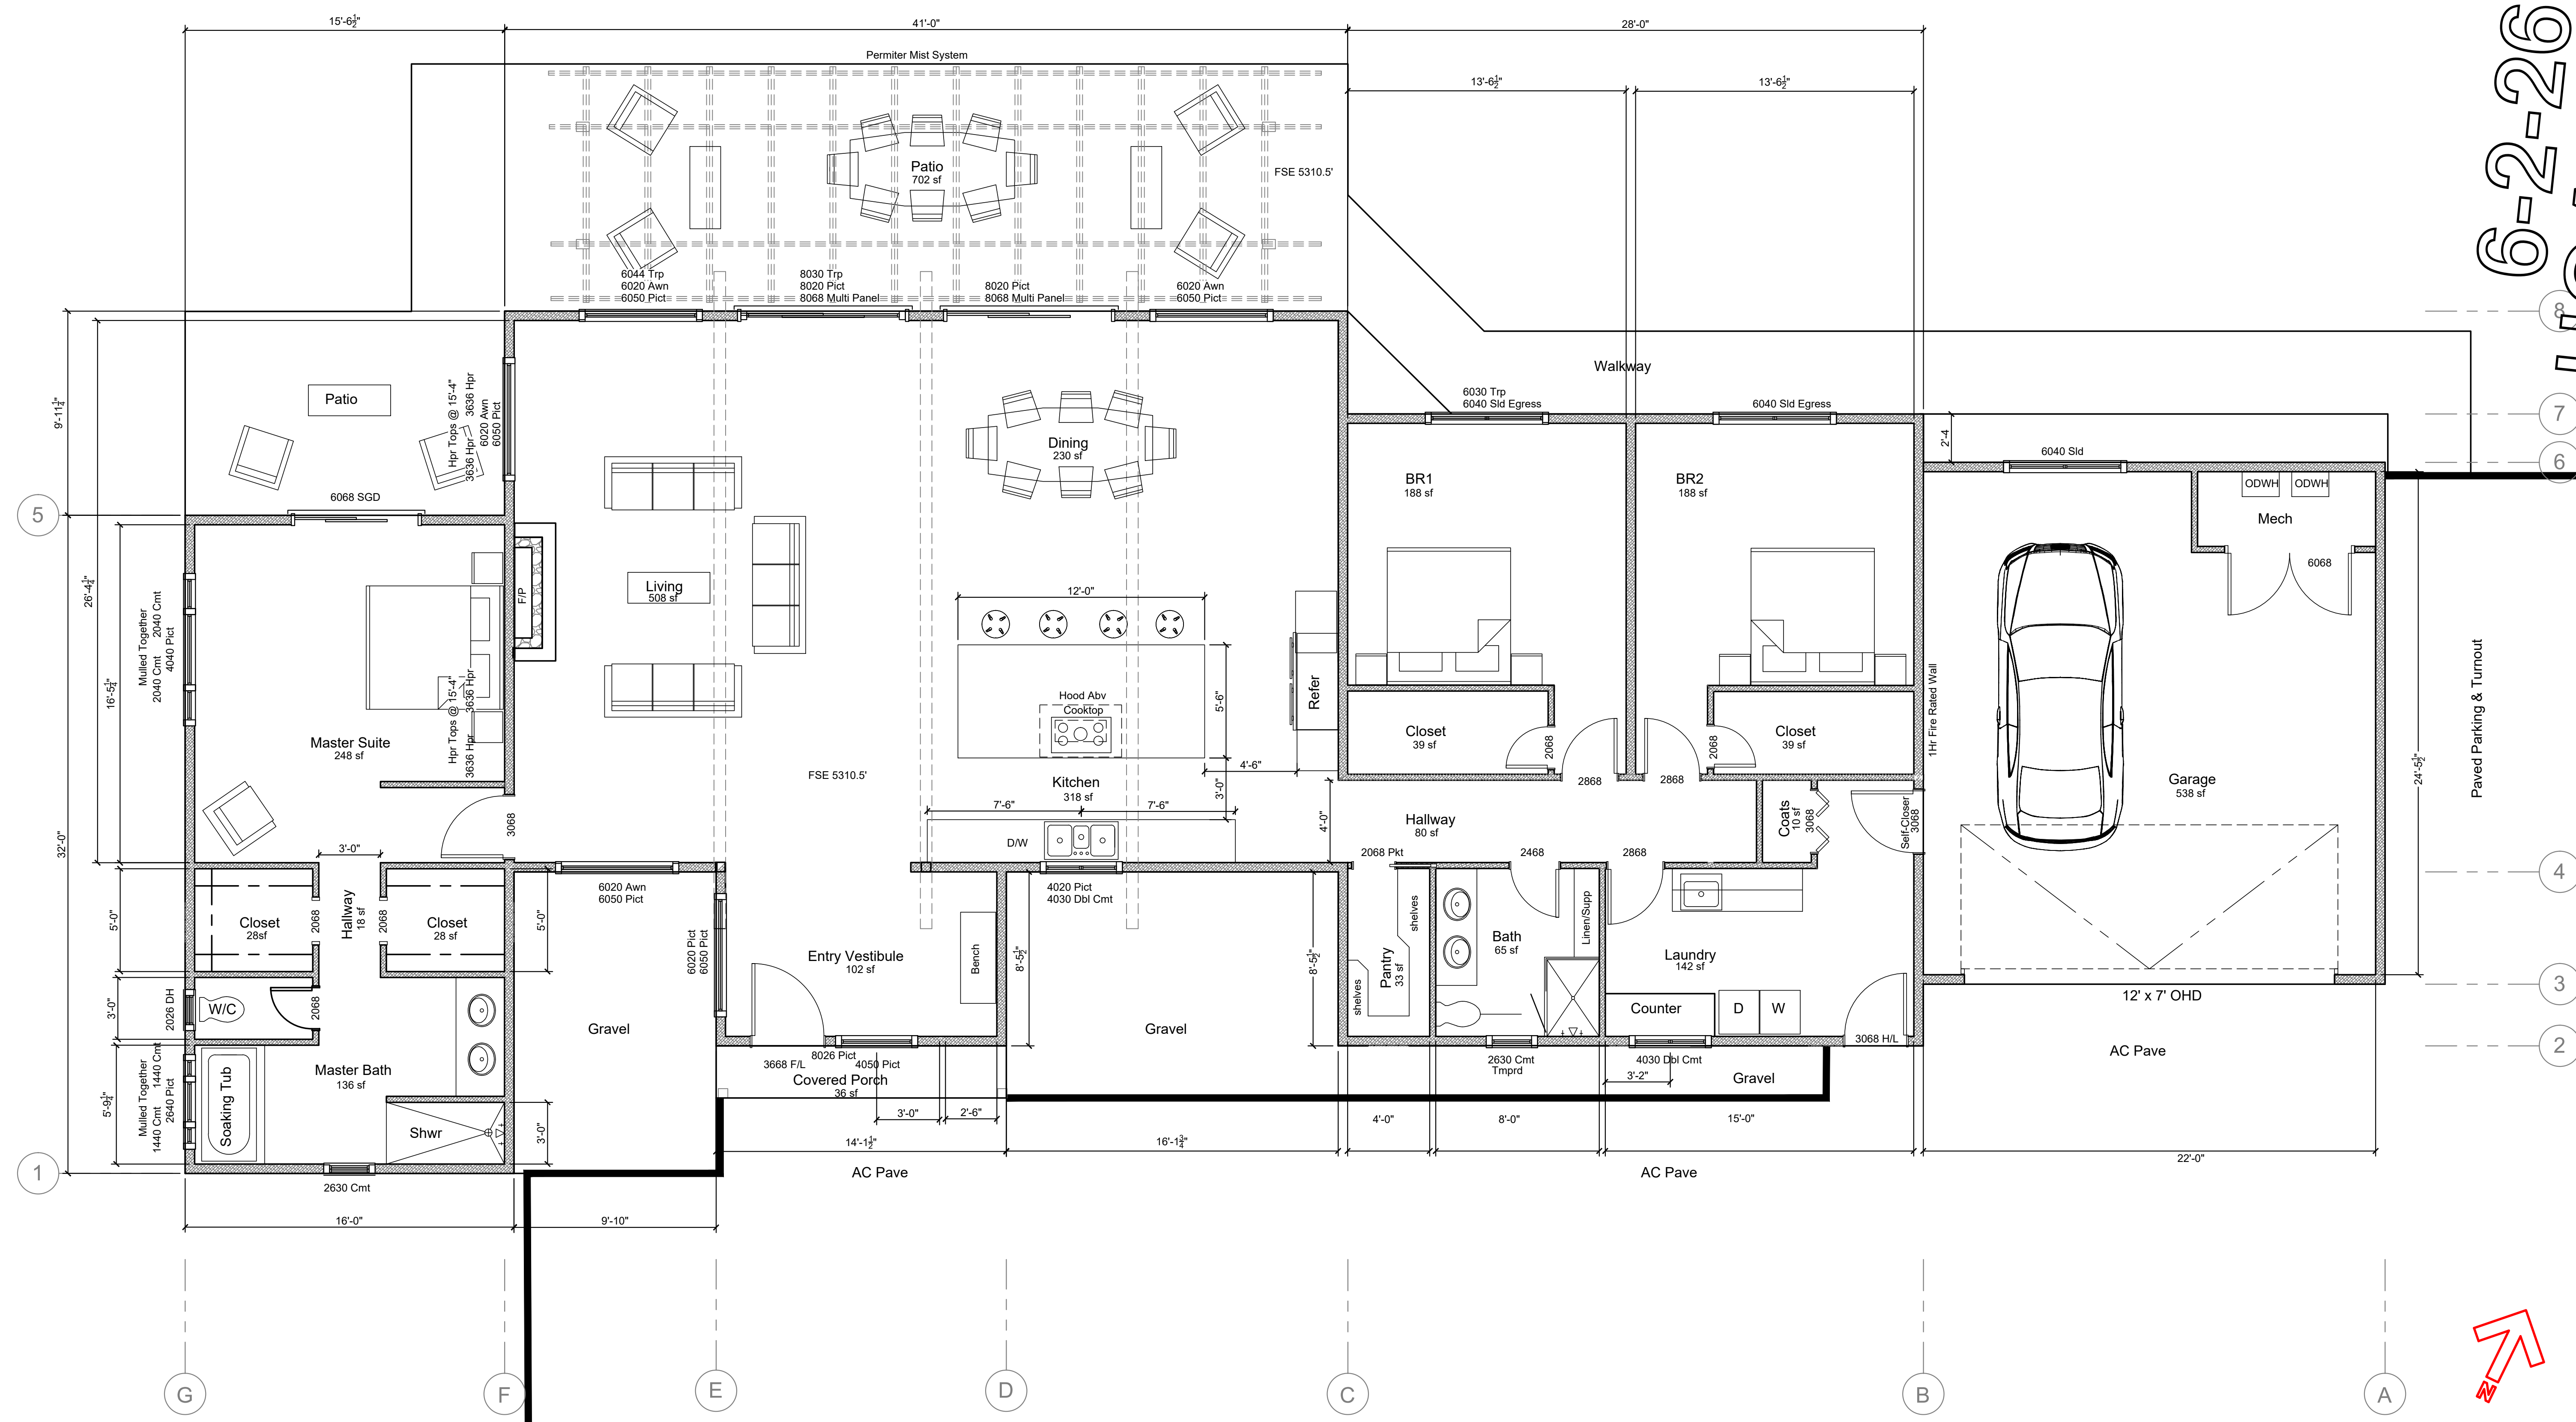 15'-6½"
41'-0"
28'-0"
6-2-26
Permiter Mist System
13'-6½"
13'-6½"
Patio
702 sf
FSE 5310.5'
6044 Trp
6020 Awn
6050 Pict
8030 Trp
8020 Pict
8068 Multi Panel
8020 Pict
8068 Multi Panel
6020 Awn
6050 Pict
8
Walkway
9'-11¼"
Patio
Hpr Tops @ 15'-4"
3636 Hpr
3636 Hpr
6020 Awn
6050 Pict
6030 Trp
6040 Sld Egress
6040 Sld Egress
7
2'-4
6040 Sld
6
Dining
230 sf
BR1
188 sf
BR2
188 sf
ODWH
ODWH
Mech
6068
6068 SGD
5
26'-4¼"
32'-0"
16'-5¼"
Mulled Together
2040 Cmt
2040 Cmt
4040 Pict
F/P
Living
508 sf
12'-0"
Hood Abv
Cooktop
5'-6"
Refer
1Hr Fire Rated Wall
Paved Parking & Turnout
Hpr Tops @ 15'-4"
3636 Hpr
3636 Hpr
Master Suite
248 sf
Closet
39 sf
2068
2068
Closet
39 sf
24'-5½"
FSE 5310.5'
Kitchen
318 sf
4'-6"
3'-0"
2868
2868
Garage
538 sf
7'-6"
7'-6"
3068
D/W
4'-0"
Hallway
80 sf
Coats
10 sf
3068
Self-Closer
3068
3'-0"
2068 Pkt
2468
2868
4
6020 Awn
6050 Pict
4020 Pict
4030 Dbl Cmt
5'-0"
Closet
28sf
2068
Hallway
18 sf
2068
Closet
28 sf
5'-0"
6020 Pict
6050 Pict
Entry Vestibule
102 sf
Bench
8'-5½"
8'-5½"
shelves
Pantry
33 sf
shelves
Bath
65 sf
Linen/Supp
Laundry
142 sf
3
12' x 7' OHD
3'-0"
2026 DH
W/C
2068
Gravel
Gravel
Counter
D
W
3068 H/L
2
AC Pave
Mulled Together
1440 Cmt
1440 Cmt
2640 Pict
5'-9¼"
Soaking Tub
Master Bath
136 sf
8026 Pict
3668 F/L
4050 Pict
Covered Porch
36 sf
2630 Cmt
Tmprd
4030 Dbl Cmt
3'-2"
Gravel
Shwr
3'-0"
3'-0"
2'-6"
4'-0"
8'-0"
15'-0"
14'-1½"
16'-1¾"
22'-0"
1
AC Pave
AC Pave
2630 Cmt
16'-0"
9'-10"
G
F
E
D
C
B
A
N